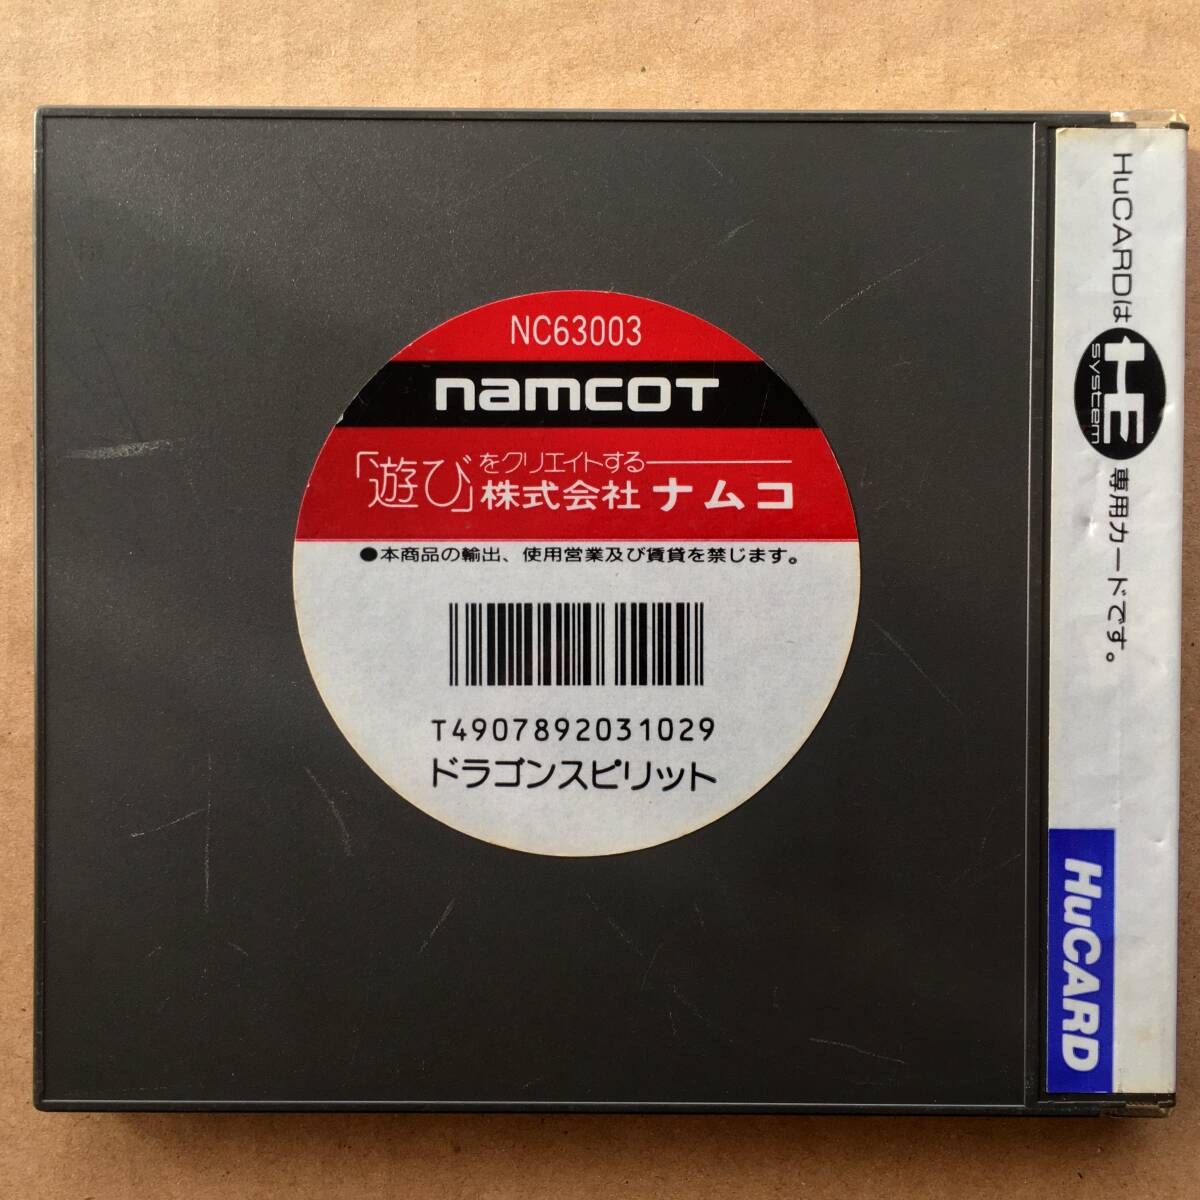 NC63003
namcot
「遊び」をクリエイトする
株式会社ナムコ
●本商品の輸出、使用営業及び賃貸を禁じます。
T4907892031029
ドラゴンスピリット
HuCARDは HE system 専用カードです。
HuCARD